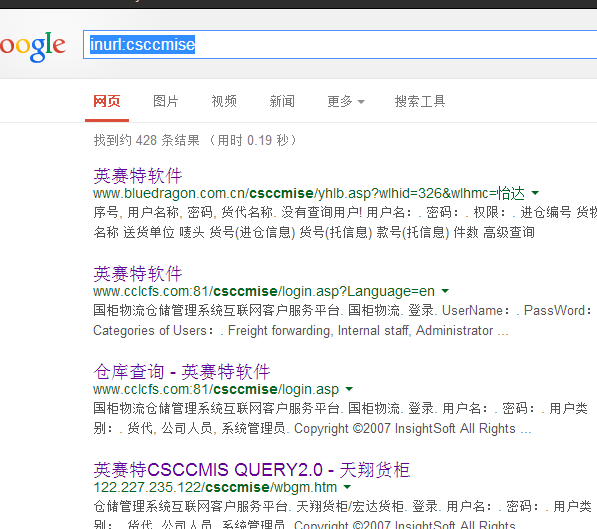 oogle
inurl:csccmise
网页 图片 视频 新闻 更多 搜索工具
找到约 428 条结果 （用时 0.19 秒）
英赛特软件
www.bluedragon.com.cn/csccmise/yhlb.asp?wlhid=326&wlhmc=怡达
序号, 用户名称, 密码, 货代名称. 没有查询用户! 用户名：. 密码：. 权限：. 进仓编号 货物
名称 送货单位 唛头 货号(进仓信息) 货号(托信息) 款号(托信息) 件数 高级查询
英赛特软件
www.cclcfs.com:81/csccmise/login.asp?Language=en
国柜物流仓储管理系统互联网客户服务平台. 国柜物流. 登录. UserName：. PassWord：
Categories of Users：. Freight forwarding, Internal staff, Administrator ...
仓库查询 - 英赛特软件
www.cclcfs.com:81/csccmise/login.asp
国柜物流仓储管理系统互联网客户服务平台. 国柜物流. 登录. 用户名：. 密码：. 用户类
别：. 货代, 公司人员, 系统管理员. Copyright ©2007 InsightSoft All Rights ...
英赛特CSCCMIS QUERY2.0 - 天翔货柜
122.227.235.122/csccmise/wbgm.htm
仓储物流管理系统. 天翔货柜/宏达货柜. 登录. 用户名：. 密码：. 用户类
别：. 货代, 公司人员, 系统管理员. Copyright ©2007 InsightSoft All Rights